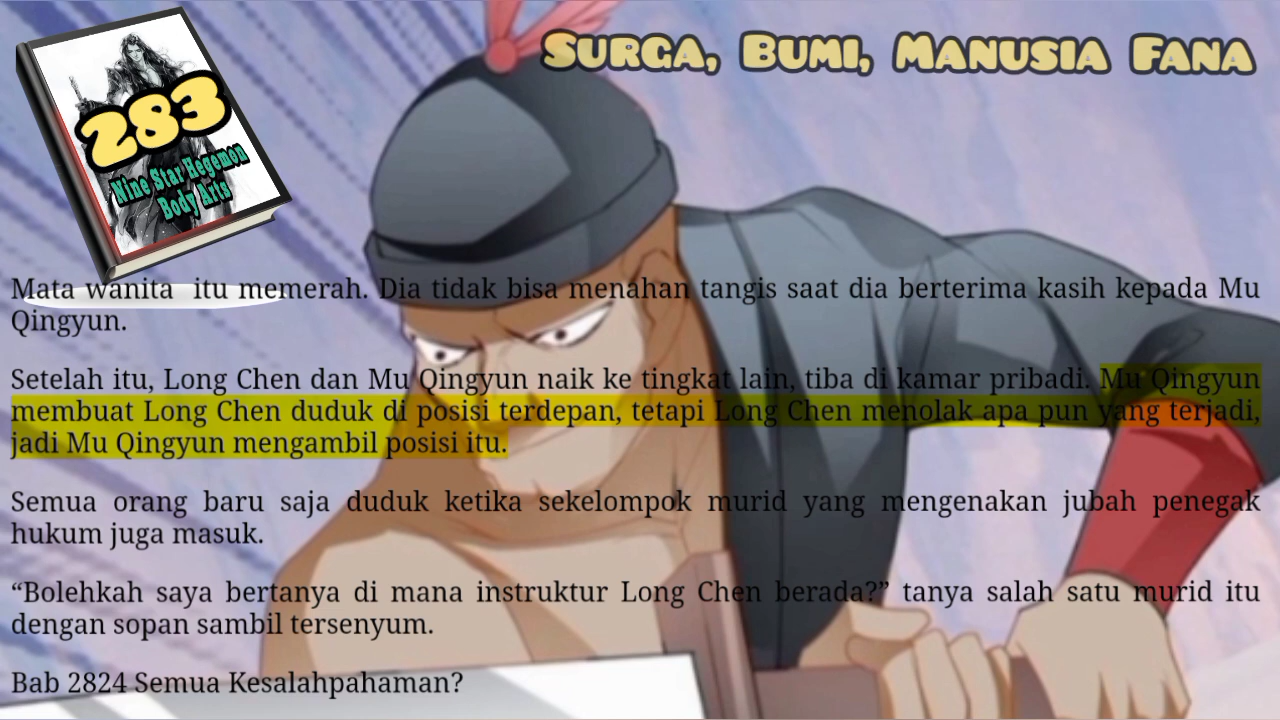 SURGA, BUMI, MANUSIA FANA
283
Nine Star Hegemon
Body Arts
Mata wanita itu memerah. Dia tidak bisa menahan tangis saat dia berterima kasih kepada Mu
Qingyun.
Setelah itu, Long Chen dan Mu Qingyun naik ke tingkat lain, tiba di kamar pribadi. Mu Qingyun
membuat Long Chen duduk di posisi terdepan, tetapi Long Chen menolak apa pun yang terjadi,
jadi Mu Qingyun mengambil posisi itu.
Semua orang baru saja duduk ketika sekelompok murid yang mengenakan jubah penegak
hukum juga masuk.
“Bolehkah saya bertanya di mana instruktur Long Chen berada?” tanya salah satu murid itu
dengan sopan sambil tersenyum.
Bab 2824 Semua Kesalahpahaman?